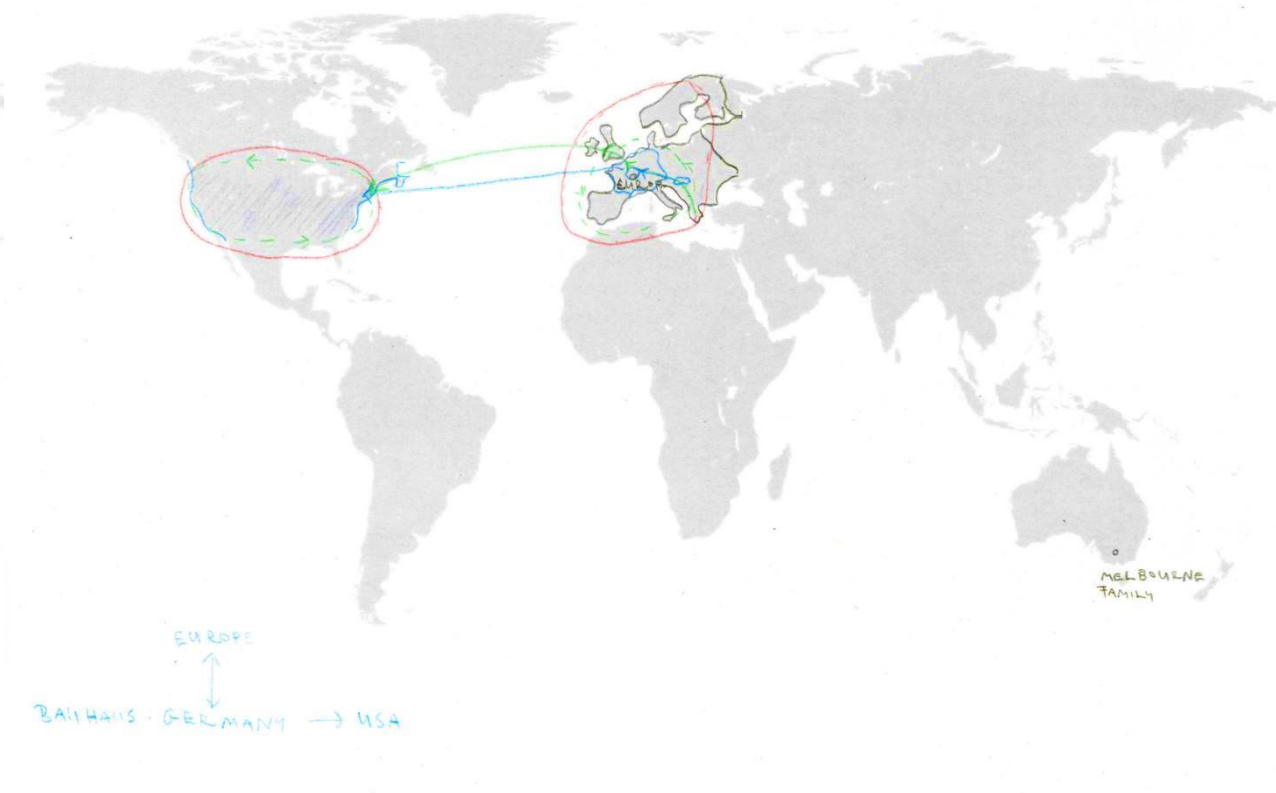 EUROPE
MELBOURNE
FAMILY
EUROPE
BAUHAUS · GERMANY → USA